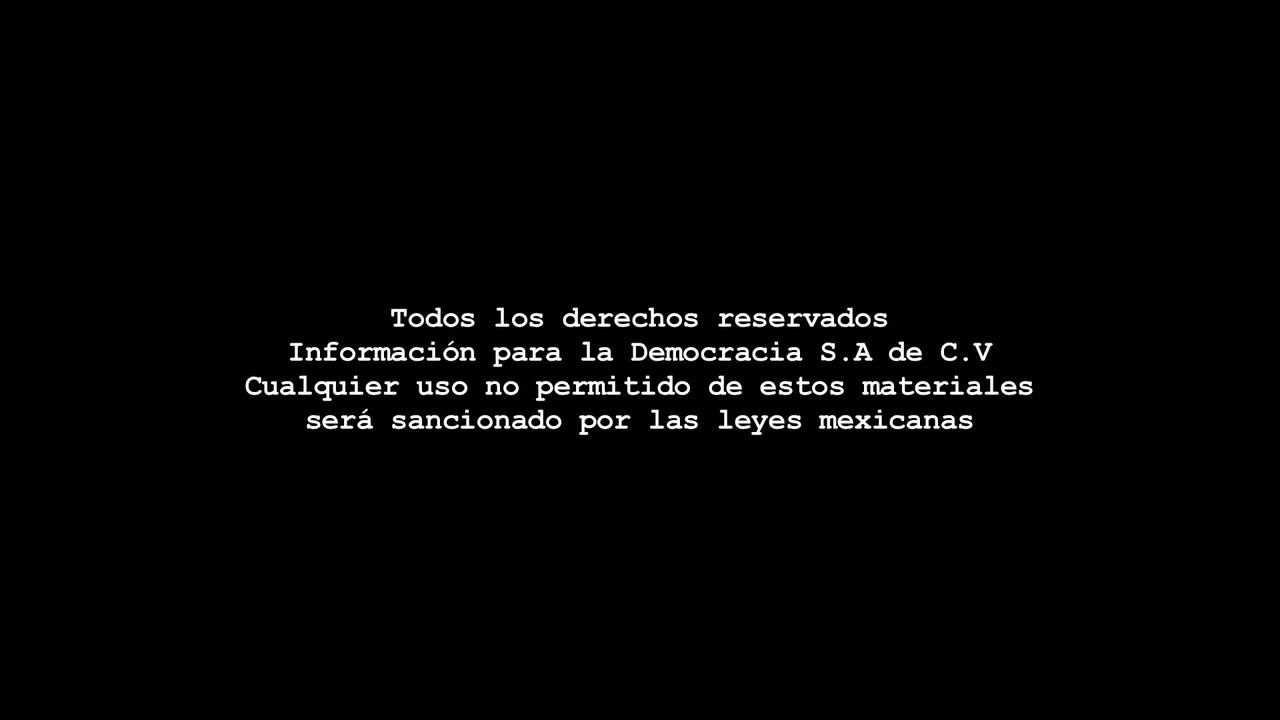 Todos los derechos reservados
Información para la Democracia S.A de C.V
Cualquier uso no permitido de estos materiales
será sancionado por las leyes mexicanas